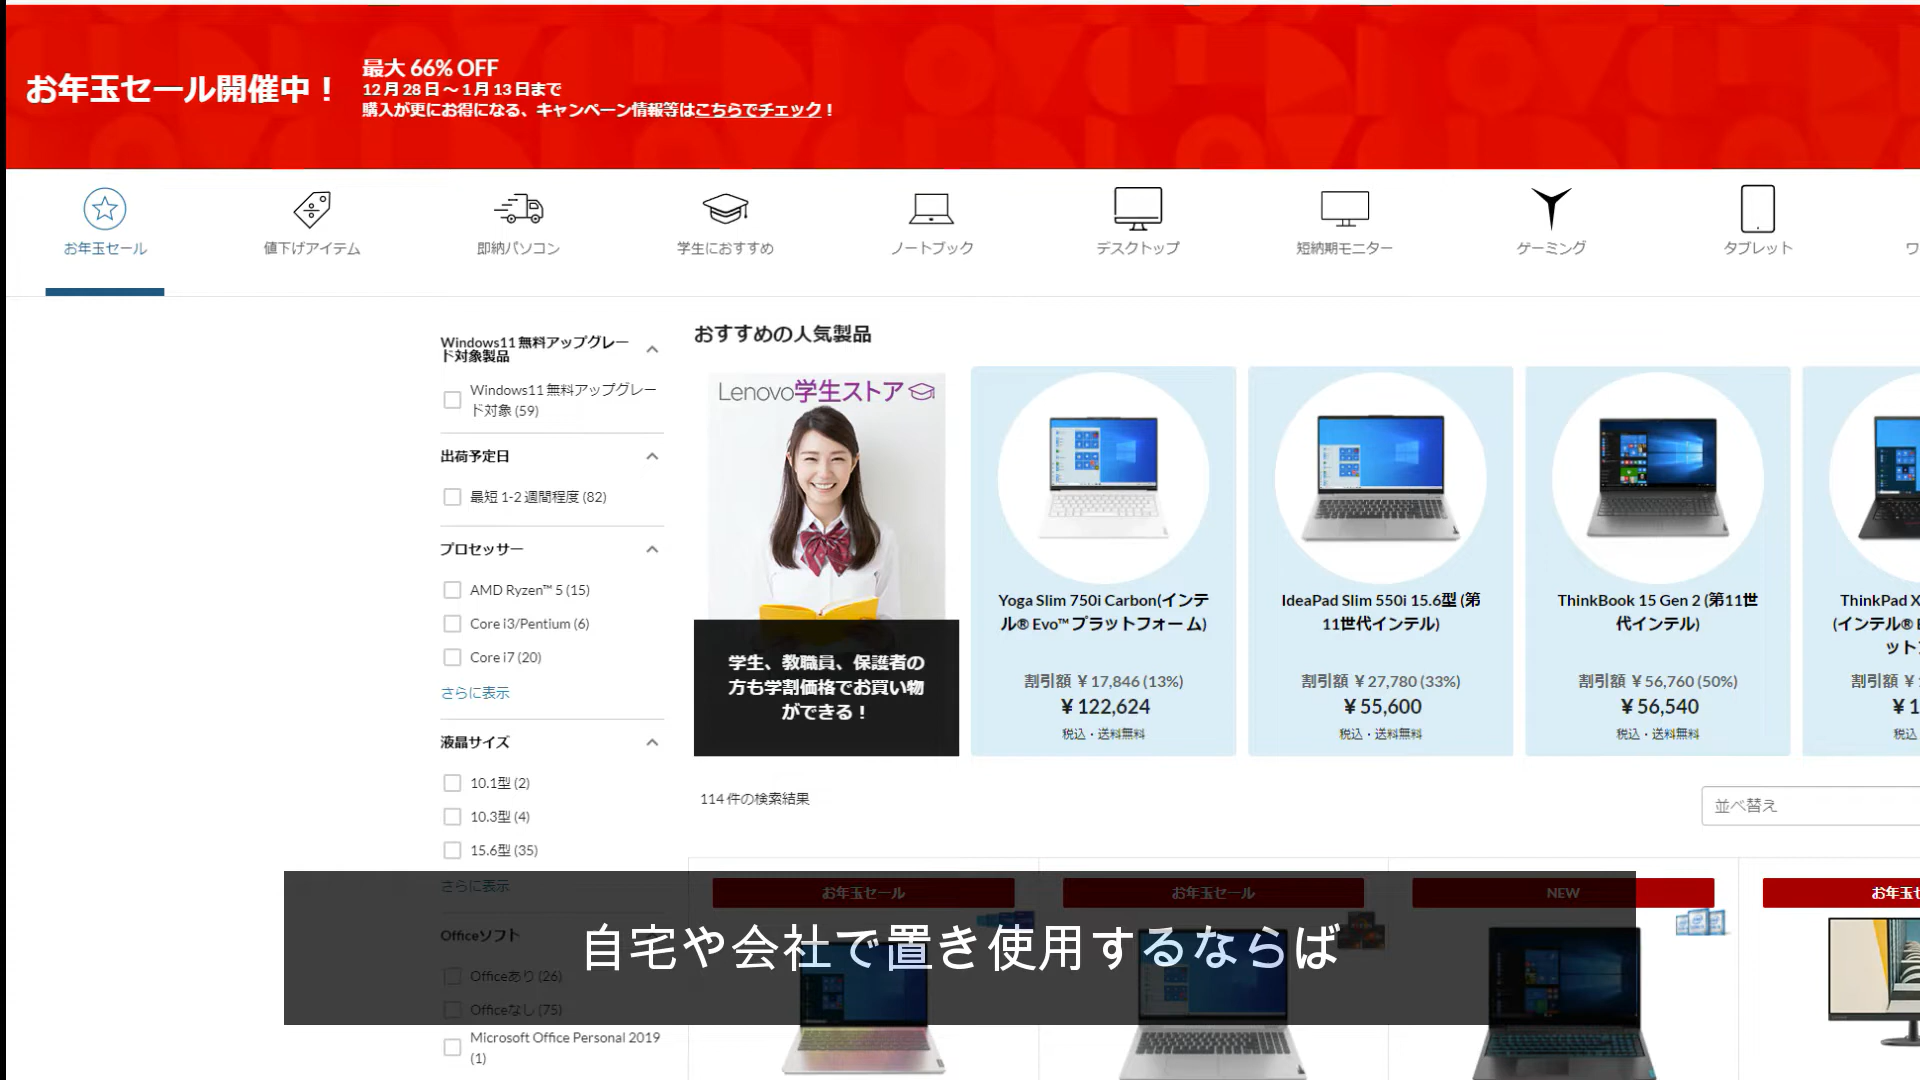 お年玉セール開催中！
最大 66% OFF
12月28日～1月13日まで
購入が更にお得になる、キャンペーン情報等はこちらでチェック！
お年玉セール
値下げアイテム
即納パソコン
学生におすすめ
ノートブック
デスクトップ
短納期モニター
ゲーミング
タブレット
ワ
Windows11 無料アップグレー
ド対象製品
Windows11 無料アップグレー
ド対象 (59)
出荷予定日
最短 1-2 週間程度 (82)
プロセッサー
AMD Ryzen™ 5 (15)
Core i3/Pentium (6)
Core i7 (20)
さらに表示
液晶サイズ
10.1型 (2)
10.3型 (4)
15.6型 (35)
さらに表示
Officeソフト
Officeあり (26)
Officeなし (75)
Microsoft Office Personal 2019
(1)
おすすめの人気製品
Lenovo学生ストア
学生、教職員、保護者の
方も学割価格でお買い物
ができる！
Yoga Slim 750i Carbon(インテ
ル® Evo™ プラットフォーム)
割引額 ￥17,846 (13%)
￥122,624
税込・送料無料
IdeaPad Slim 550i 15.6型 (第
11世代インテル)
割引額 ￥27,780 (33%)
￥55,600
税込・送料無料
ThinkBook 15 Gen 2 (第11世
代インテル)
割引額 ￥56,760 (50%)
￥56,540
税込・送料無料
ThinkPad X
(インテル®
ット
割引額 ￥
￥1
税込
114 件の検索結果
並べ替え
お年玉セール
お年玉セール
NEW
お年玉セ
自宅や会社で置き使用するならば